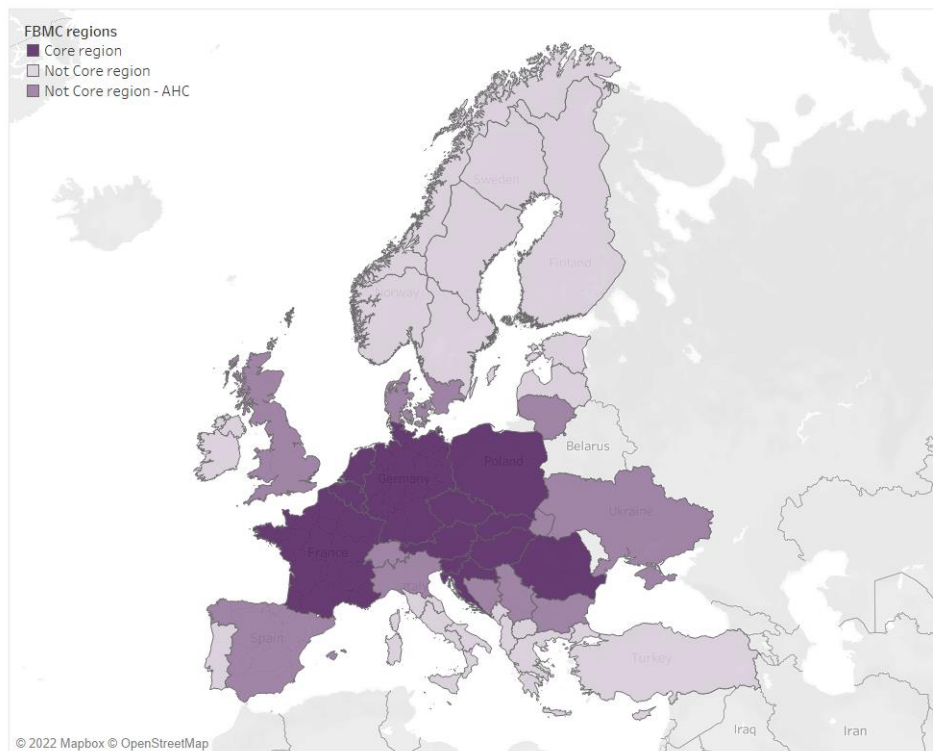 FBMC regions
Core region
Not Core region
Not Core region - AHC
Sweden
Finland
Norway
Belarus
Poland
Germany
Ukraine
France
Spain
Turkey
Iraq
Iran
© 2022 Mapbox © OpenStreetMap